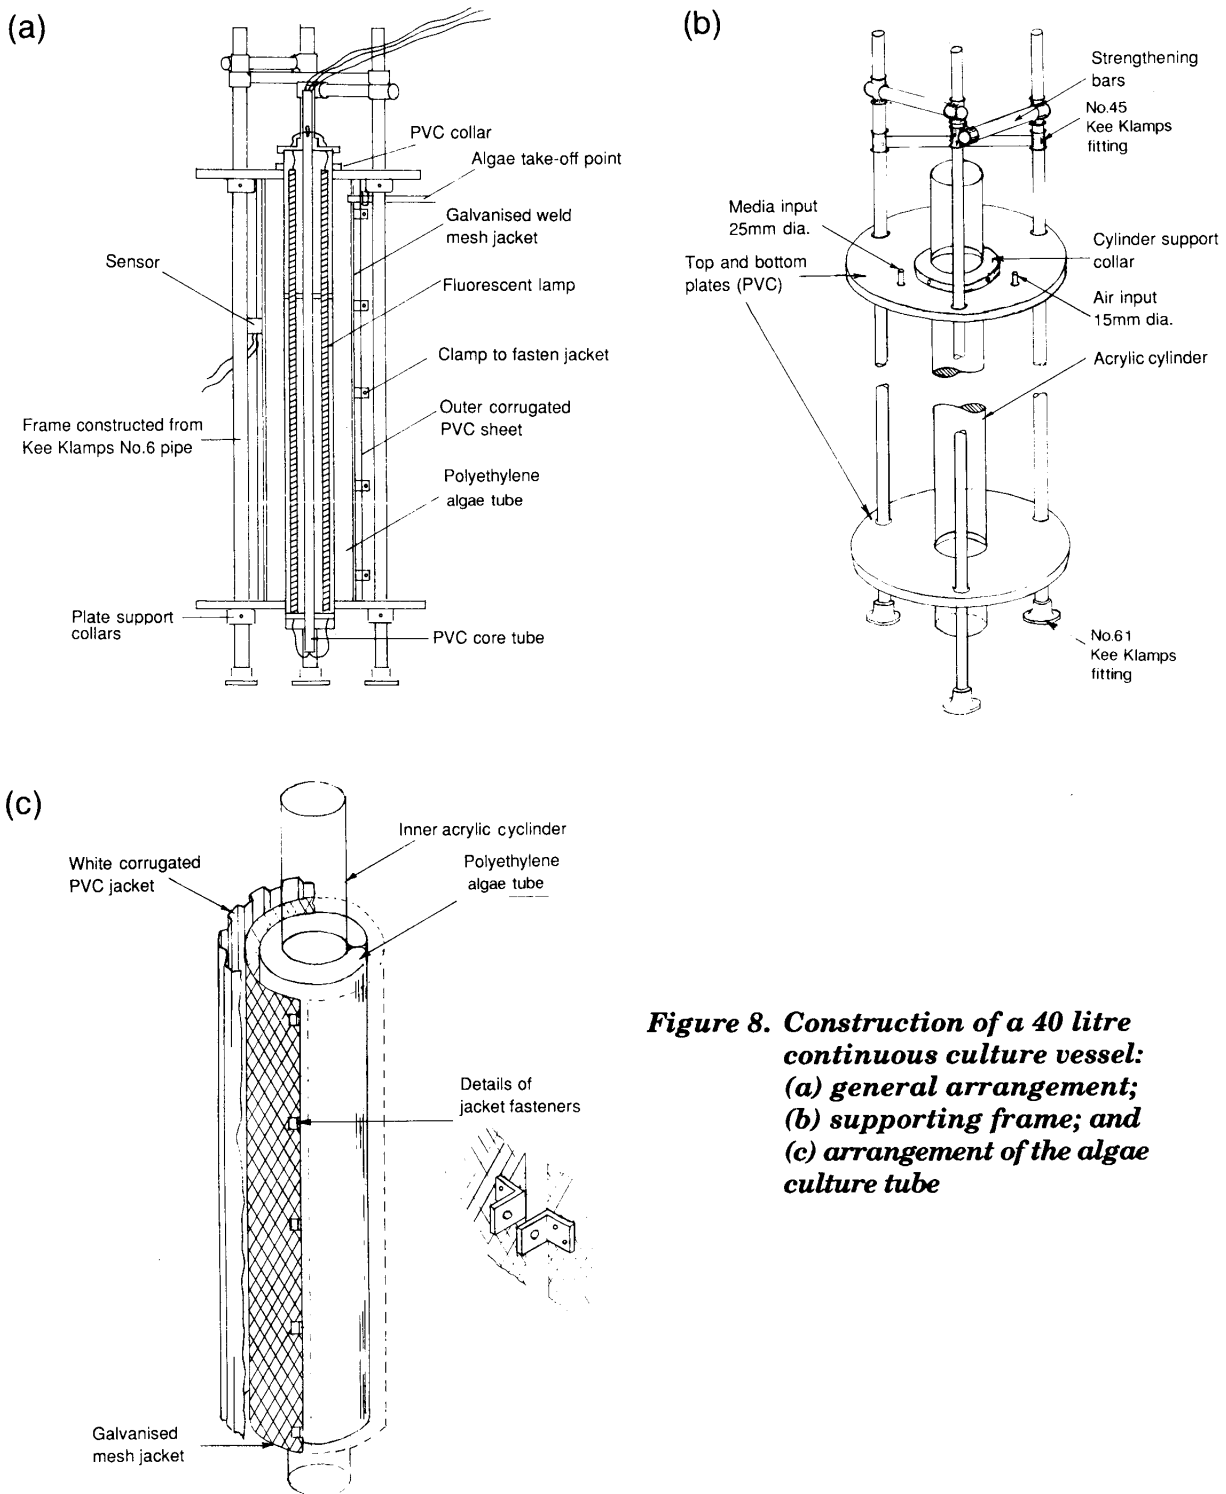 (a)
PVC collar
Algae take-off point
Galvanised weld
mesh jacket
Sensor
Fluorescent lamp
Clamp to fasten jacket
Outer corrugated
PVC sheet
Frame constructed from
Kee Klamps No.6 pipe
Polyethylene
algae tube
Plate support
collars
PVC core tube
(b)
Strengthening
bars
No.45
Kee Klamps
fitting
Media input
25mm dia.
Top and bottom
plates (PVC)
Cylinder support
collar
Air input
15mm dia.
Acrylic cylinder
No.61
Kee Klamps
fitting
(c)
Inner acrylic cyclinder
White corrugated
PVC jacket
Polyethylene
algae tube
Details of
jacket fasteners
Galvanised
mesh jacket
Figure 8. Construction of a 40 litre
continuous culture vessel:
(a) general arrangement;
(b) supporting frame; and
(c) arrangement of the algae
culture tube